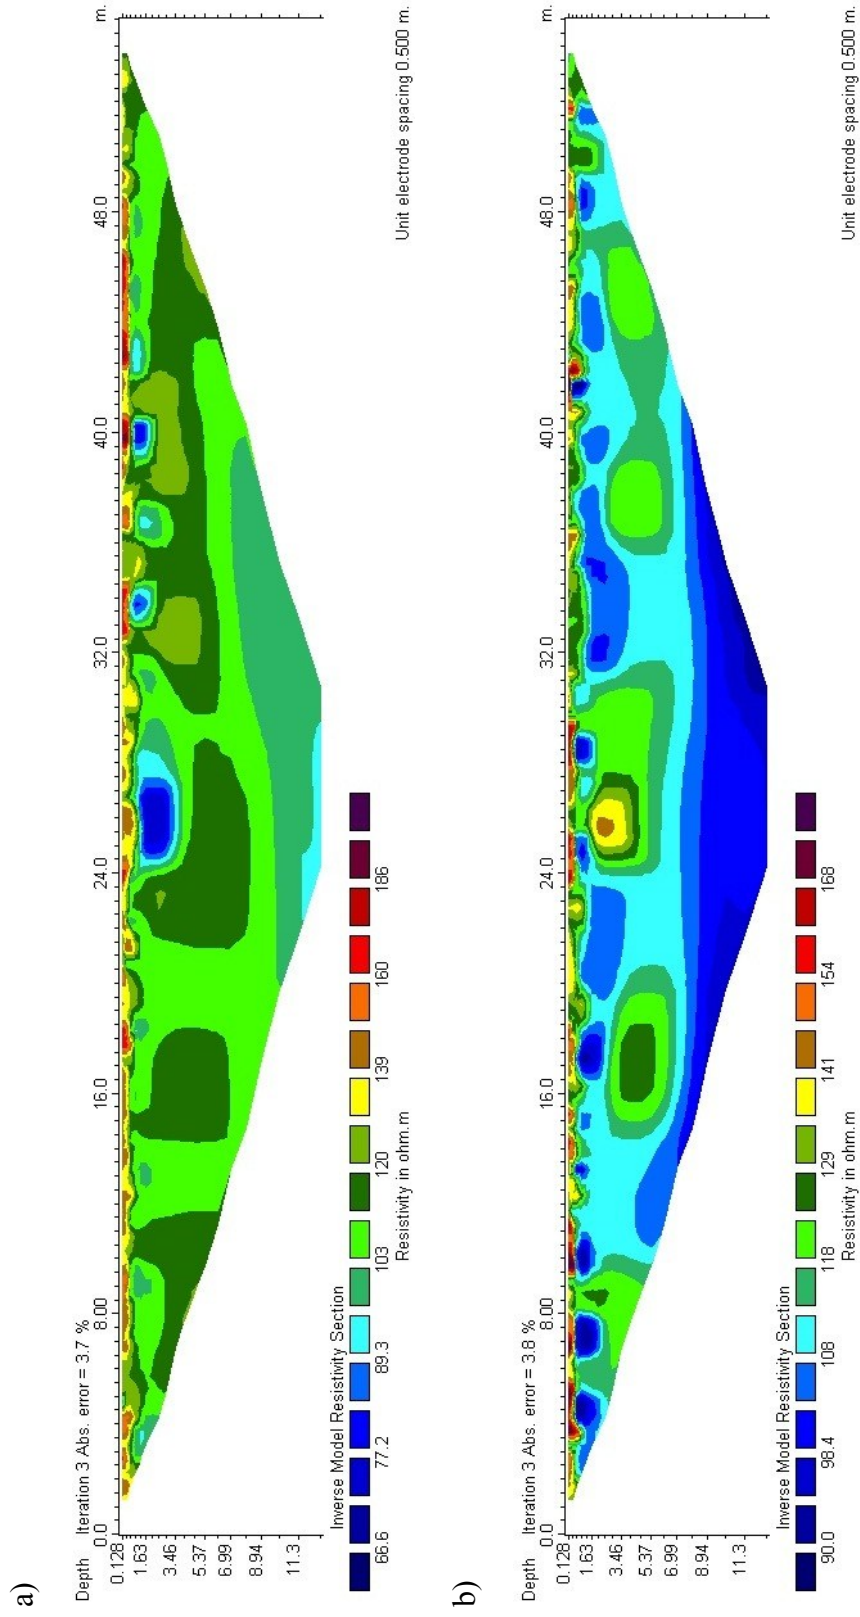 a)
Depth Iteration 3 Abs. error = 3.7 %
0.0 8.00 16.0 24.0 32.0 40.0 48.0 m.
0.128
1.63
3.46
5.37
6.99
8.94
11.3
Inverse Model Resistivity Section
66.6 77.2 89.3 103 120 139 160 186
Resistivity in ohm.m
Unit electrode spacing 0.500 m.
b)
Depth Iteration 3 Abs. error = 3.8 %
0.0 8.00 16.0 24.0 32.0 40.0 48.0 m.
0.128
1.63
3.46
5.37
6.99
8.94
11.3
Inverse Model Resistivity Section
90.0 98.4 108 118 129 141 154 168
Resistivity in ohm.m
Unit electrode spacing 0.500 m.